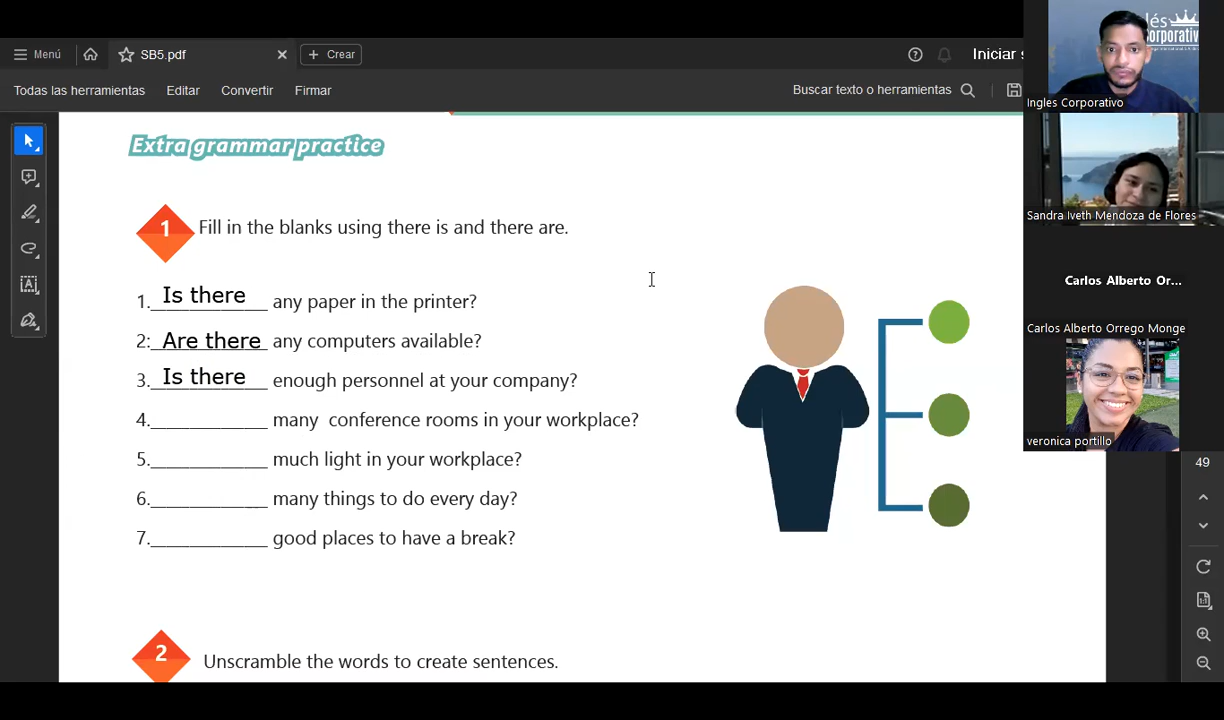 Menú
SB5.pdf
Crear
Iniciar s
Todas las herramientas
Editar
Convertir
Firmar
Buscar texto o herramientas
Extra grammar practice
1 Fill in the blanks using there is and there are.
1. Is there any paper in the printer?
2: Are there any computers available?
3. Is there enough personnel at your company?
4.____________ many conference rooms in your workplace?
5.____________ much light in your workplace?
6.____________ many things to do every day?
7.____________ good places to have a break?
2 Unscramble the words to create sentences.
lés
Corporativ
Ingles Corporativo
Sandra Iveth Mendoza de Flores
Carlos Alberto Or...
Carlos Alberto Orrego Monge
veronica portillo
49
1:1